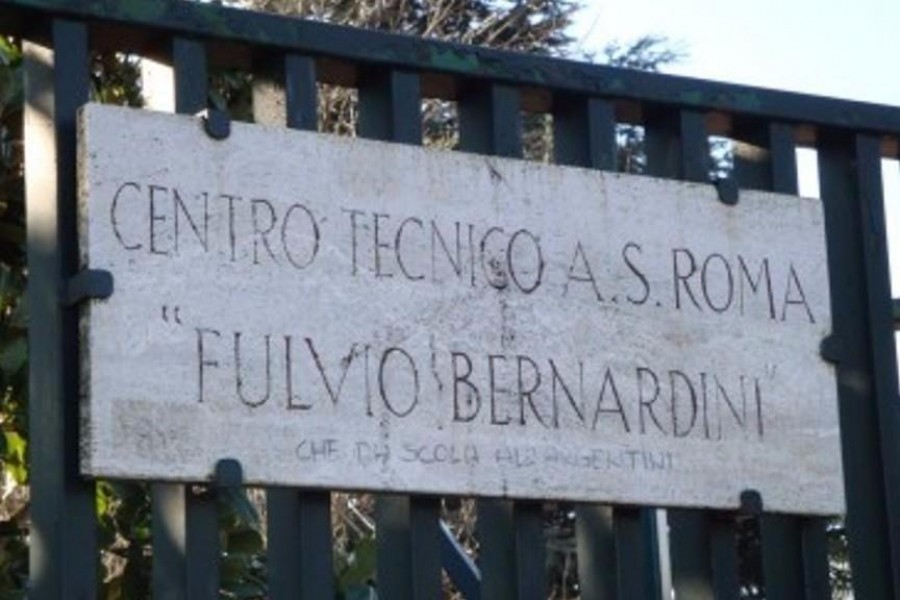 CENTRO TECNICO A.S. ROMA
"FULVIO BERNARDINI"
CHE DA SCOLA ARGENTINI